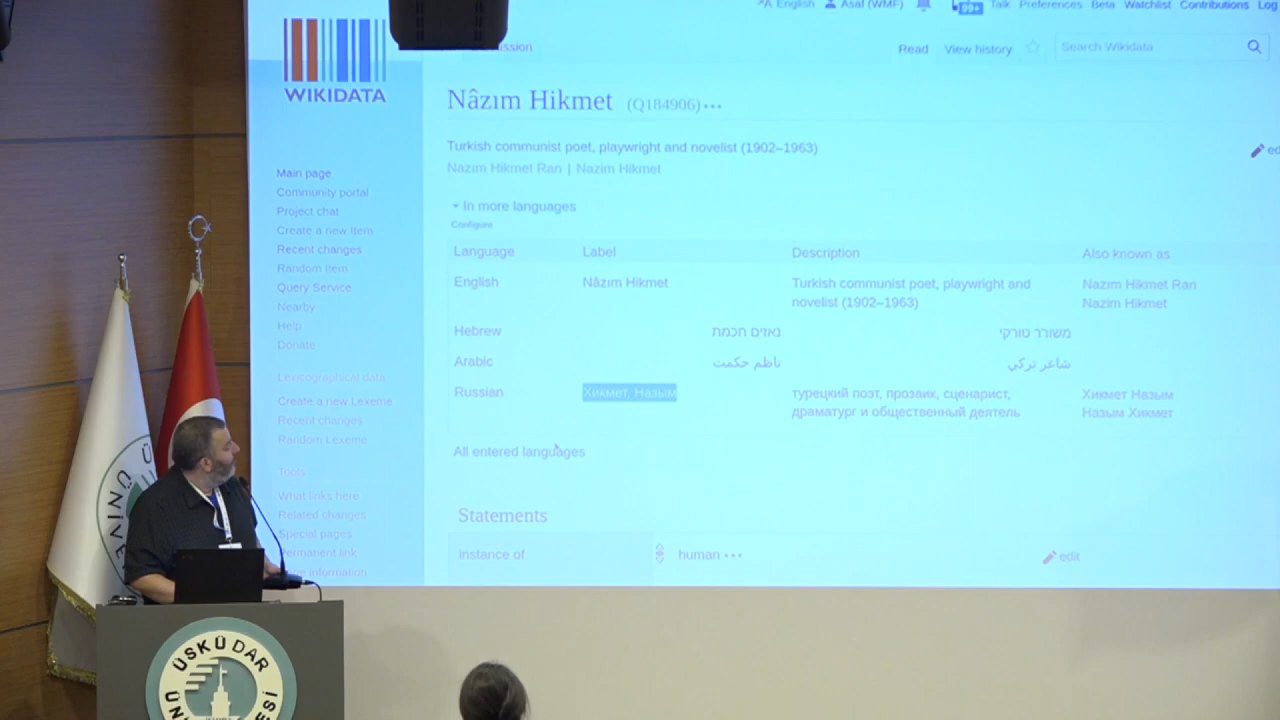 English Asaf (WMF) 99+ Talk Preferences Beta Watchlist Contributions Log
Read View history Search Wikidata
WIKIDATA
Nâzım Hikmet (Q184906)
Turkish communist poet, playwright and novelist (1902–1963)
Nazım Hikmet Ran | Nazim Hikmet
In more languages
Configure
Language Label Description Also known as
English Nâzım Hikmet Turkish communist poet, playwright and Nazım Hikmet Ran
novelist (1902–1963) Nazim Hikmet
Hebrew נאזים חכמת משורר טורקי
Arabic ناظم حكمت شاعر تركي
Russian Хикмет, Назым турецкий поэт, прозаик, сценарист, Хикмет Назым
драматург и общественный деятель Назым Хикмет
All entered languages
Statements
instance of human edit
Main page
Community portal
Project chat
Create a new Item
Recent changes
Random Item
Query Service
Nearby
Help
Donate
Lexicographical data
Create a new Lexeme
Recent changes
Random Lexeme
Tools
What links here
Related changes
Special pages
Permanent link
information
ÜSKÜDAR